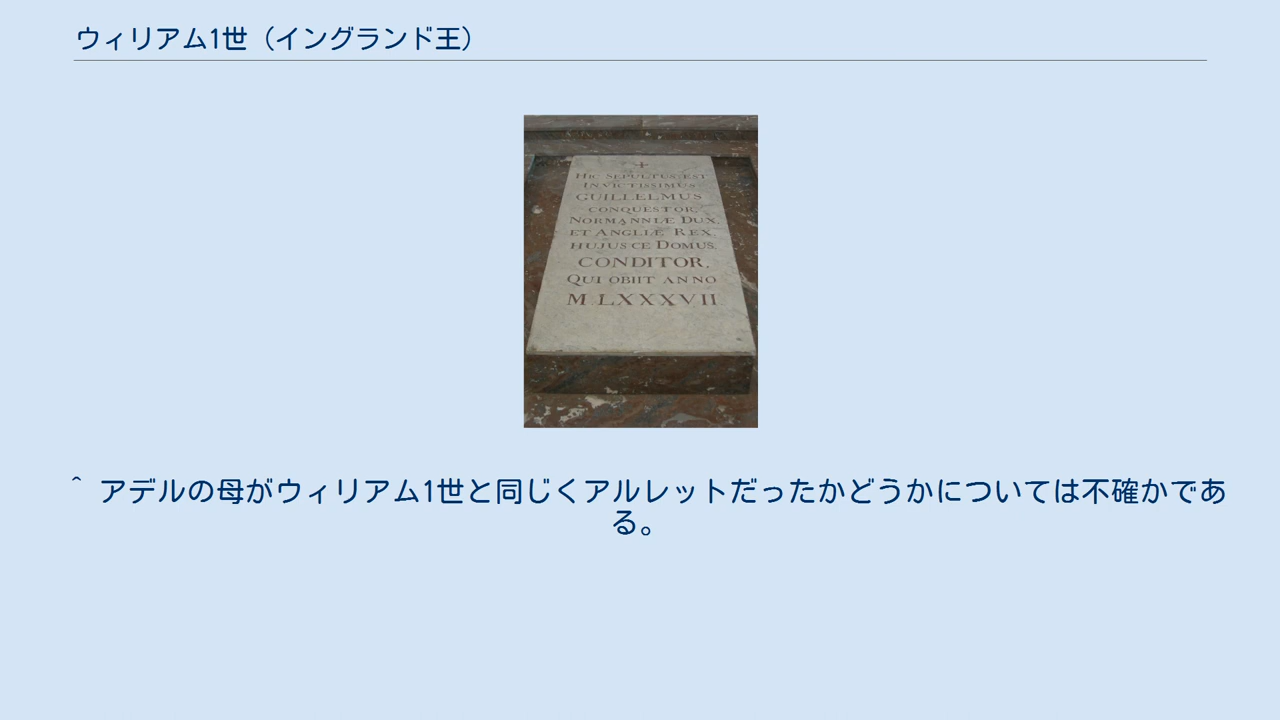 ウィリアム1世（イングランド王）
✝
HIC SEPULTUS EST
INVICTISSIMUS
GUILLELMUS
CONQUESTOR,
NORMANNIÆ DUX,
ET ANGLIÆ REX
HUJUSCE DOMUS,
CONDITOR,
QUI OBIIT ANNO
M.LXXXVII
^ アデルの母がウィリアム1世と同じくアルレットだったかどうかについては不確かであ
る。